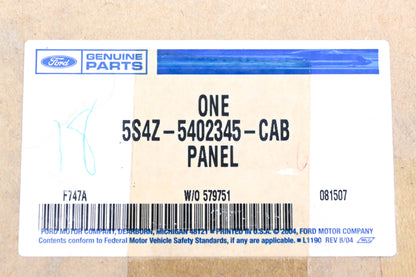 Ford
GENUINE
PARTS
ONE
5S4Z-5402345-CAB
PANEL
18
F747A W/O 579751 081507
FORD MOTOR COMPANY, DEARBORN, MICHIGAN 48121 • PRINTED IN U.S.A. © 2004, FORD MOTOR COMPANY
Contents conform to Federal Motor Vehicle Safety Standards, if any are applicable. ■ L1190 REV 8/04